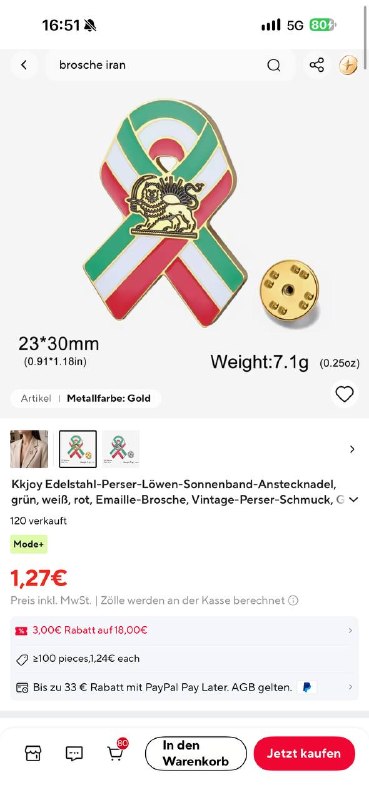 16:51
5G
80
brosche iran
23*30mm
(0.91*1.18in)
Weight:7.1g (0.25oz)
Artikel | Metallfarbe: Gold
Kkjoy Edelstahl-Perser-Löwen-Sonnenband-Anstecknadel,
grün, weiß, rot, Emaille-Brosche, Vintage-Perser-Schmuck, G
120 verkauft
Mode+
1,27€
Preis inkl. MwSt. | Zölle werden an der Kasse berechnet
3,00€ Rabatt auf 18,00€
≥100 pieces,1,24€ each
Bis zu 33 € Rabatt mit PayPal Pay Later. AGB gelten.
80
In den
Warenkorb
Jetzt kaufen